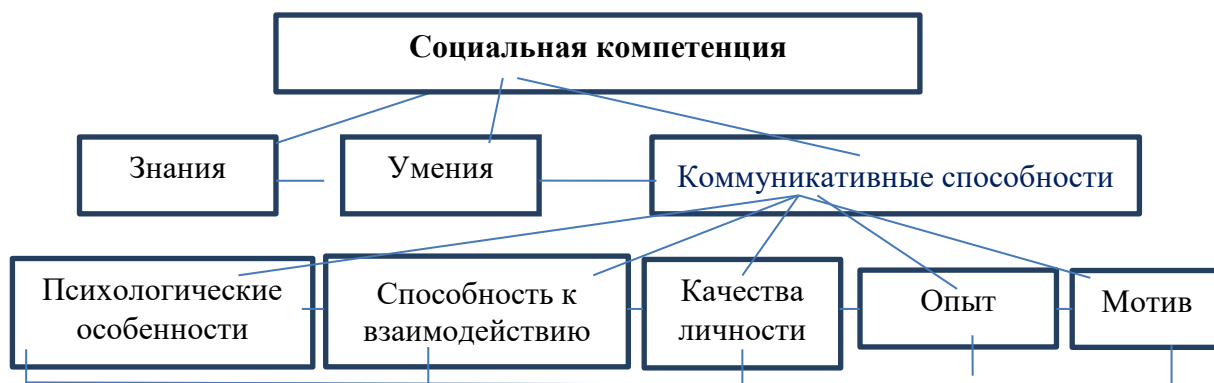 Социальная компетенция
Знания
Умения
Коммуникативные способности
Психологические
особенности
Способность к
взаимодействию
Качества
личности
Опыт
Мотив